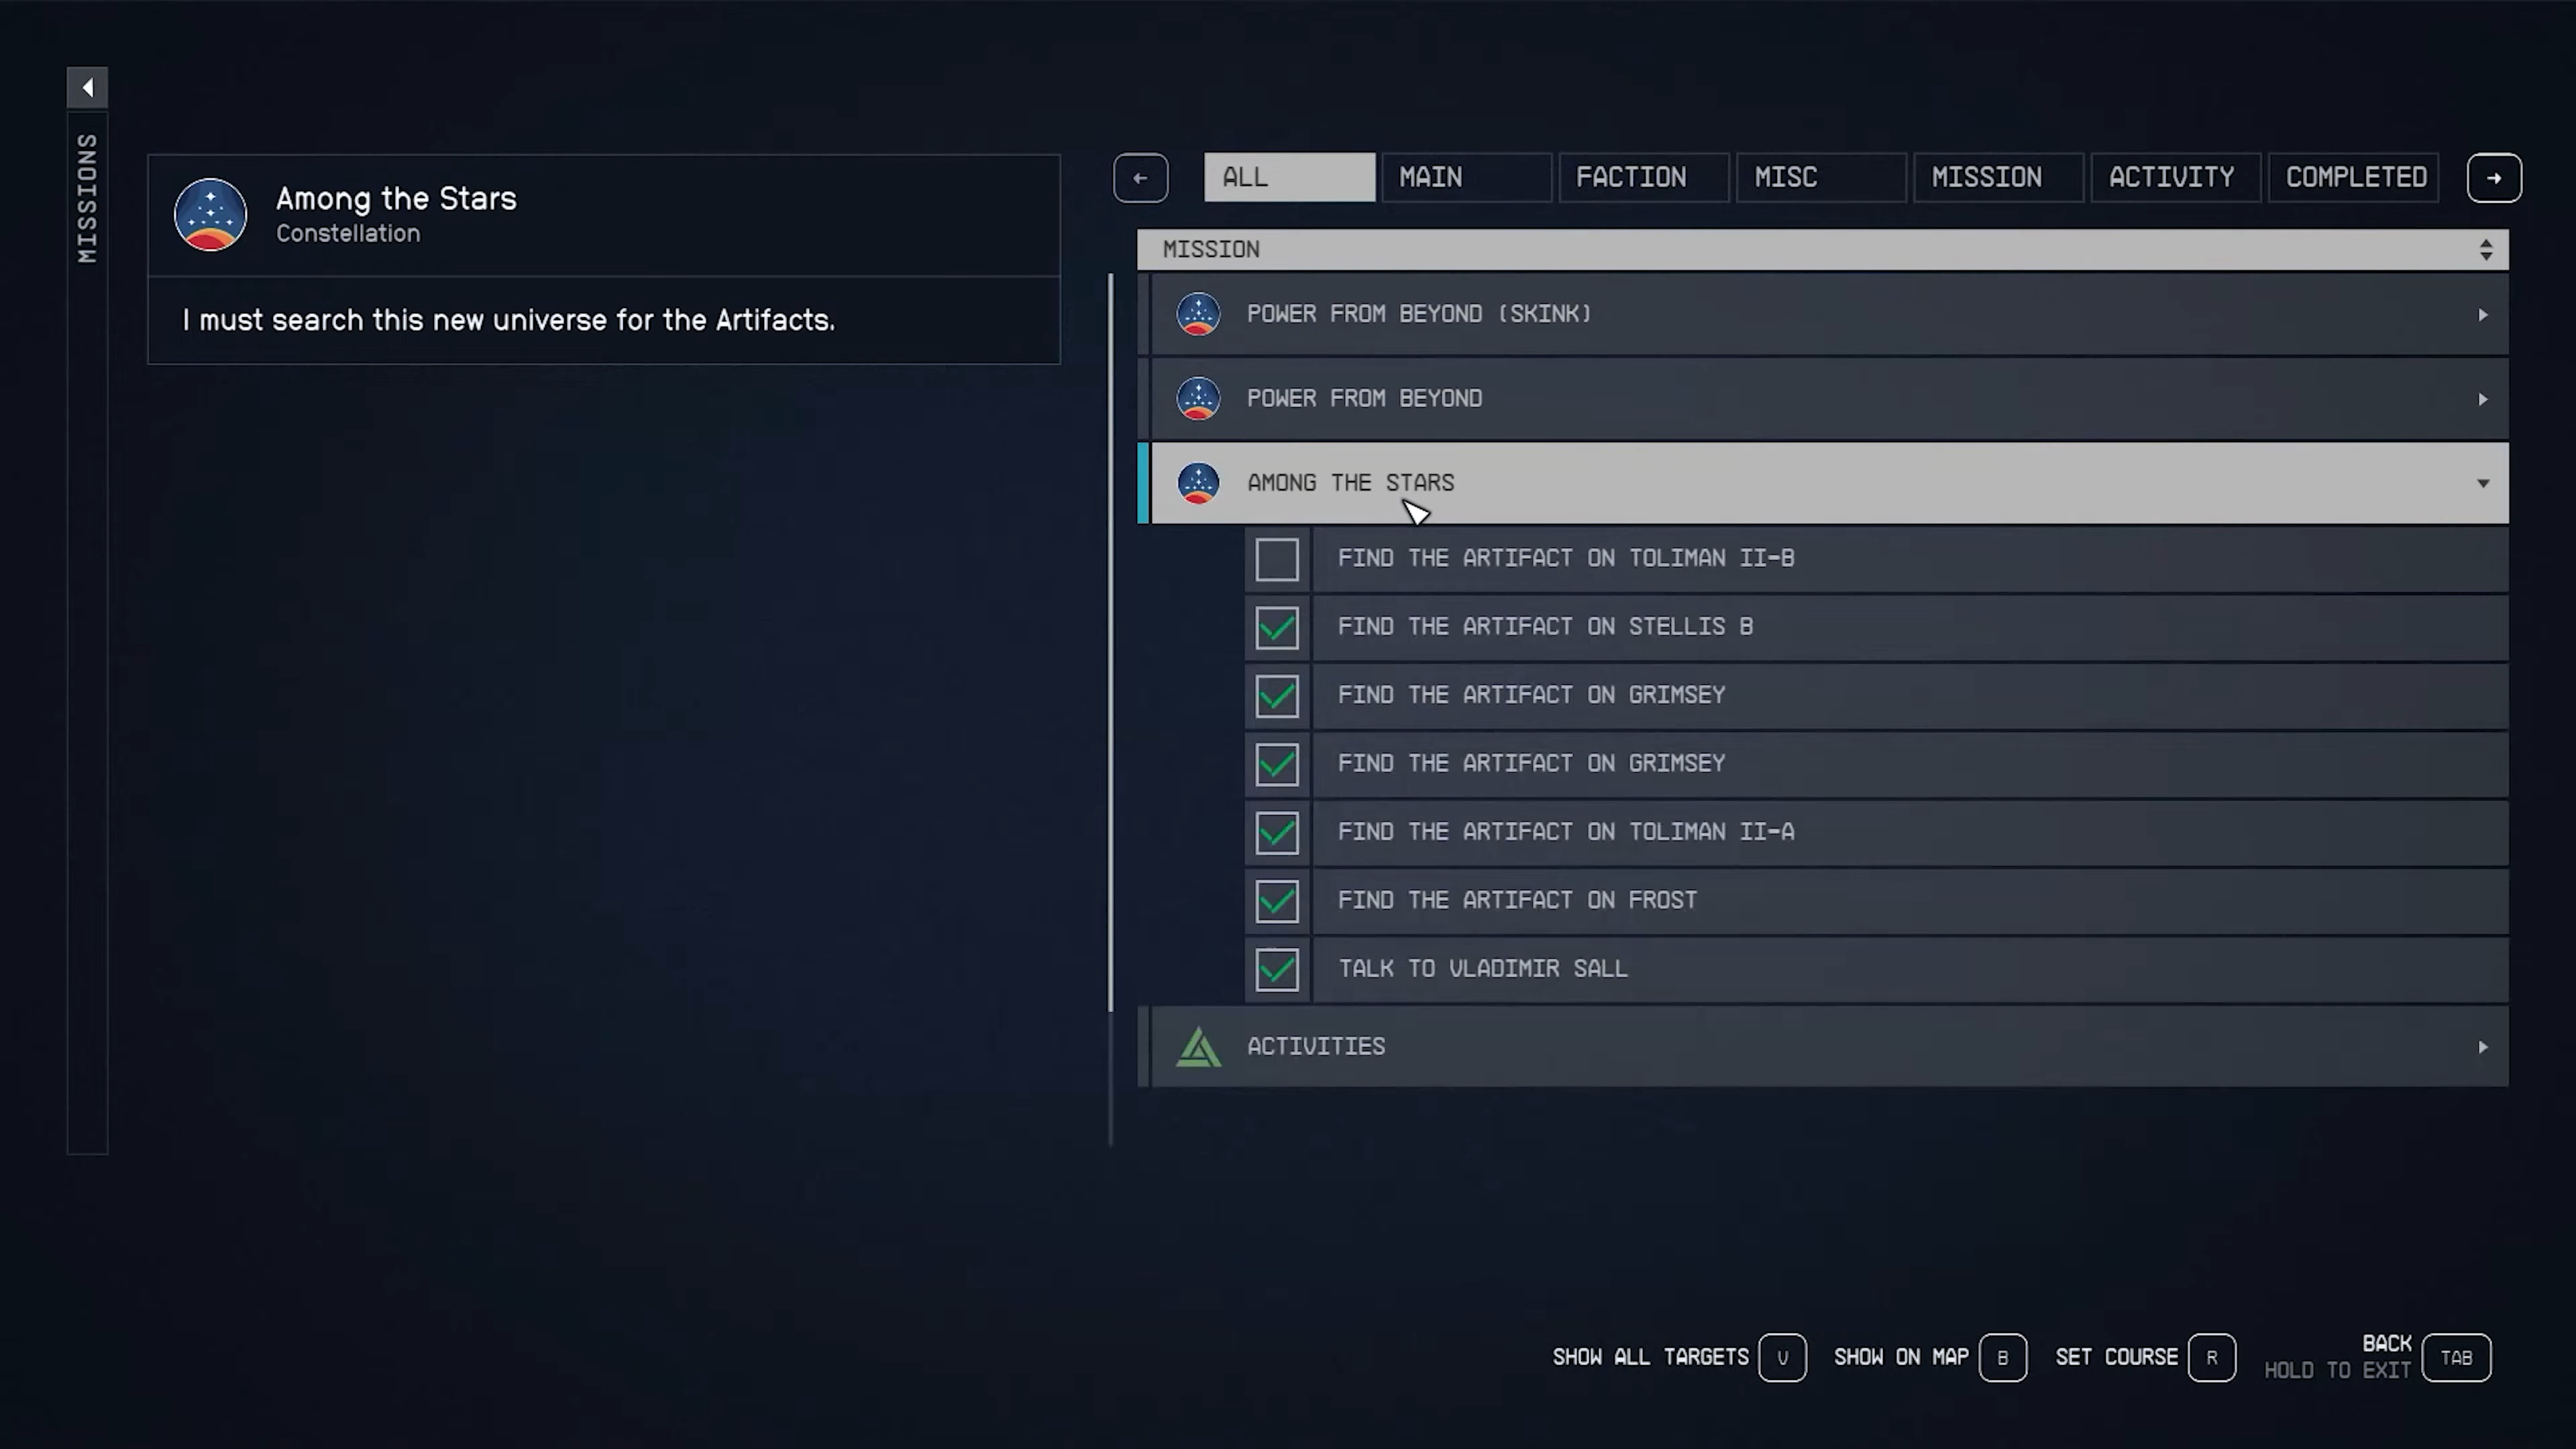 MISSIONS
Among the Stars
Constellation
I must search this new universe for the Artifacts.
ALL MAIN FACTION MISC MISSION ACTIVITY COMPLETED
MISSION
POWER FROM BEYOND (SKINK)
POWER FROM BEYOND
AMONG THE STARS
FIND THE ARTIFACT ON TOLIMAN II-B
FIND THE ARTIFACT ON STELLIS B
FIND THE ARTIFACT ON GRIMSEY
FIND THE ARTIFACT ON GRIMSEY
FIND THE ARTIFACT ON TOLIMAN II-A
FIND THE ARTIFACT ON FROST
TALK TO VLADIMIR SALL
ACTIVITIES
SHOW ALL TARGETS V SHOW ON MAP B SET COURSE R BACK TAB
HOLD TO EXIT